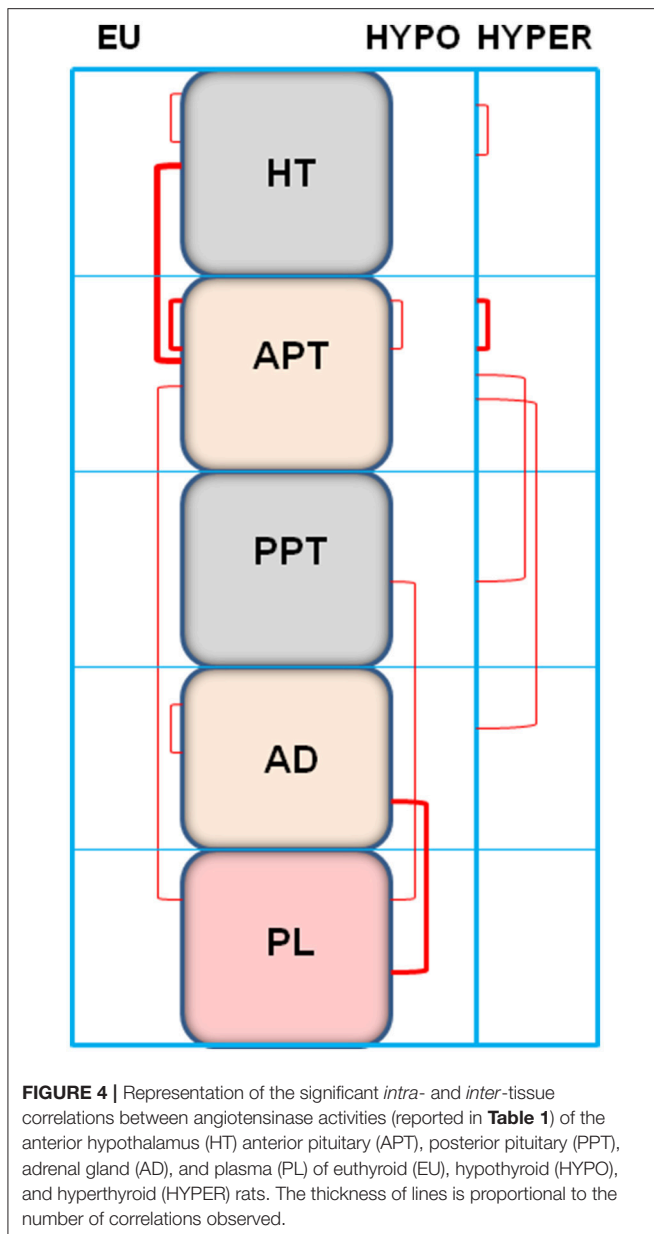 EU HYPO HYPER
HT
APT
PPT
AD
PL
FIGURE 4 | Representation of the significant intra- and inter-tissue
correlations between angiotensinase activities (reported in Table 1) of the
anterior hypothalamus (HT) anterior pituitary (APT), posterior pituitary (PPT),
adrenal gland (AD), and plasma (PL) of euthyroid (EU), hypothyroid (HYPO),
and hyperthyroid (HYPER) rats. The thickness of lines is proportional to the
number of correlations observed.